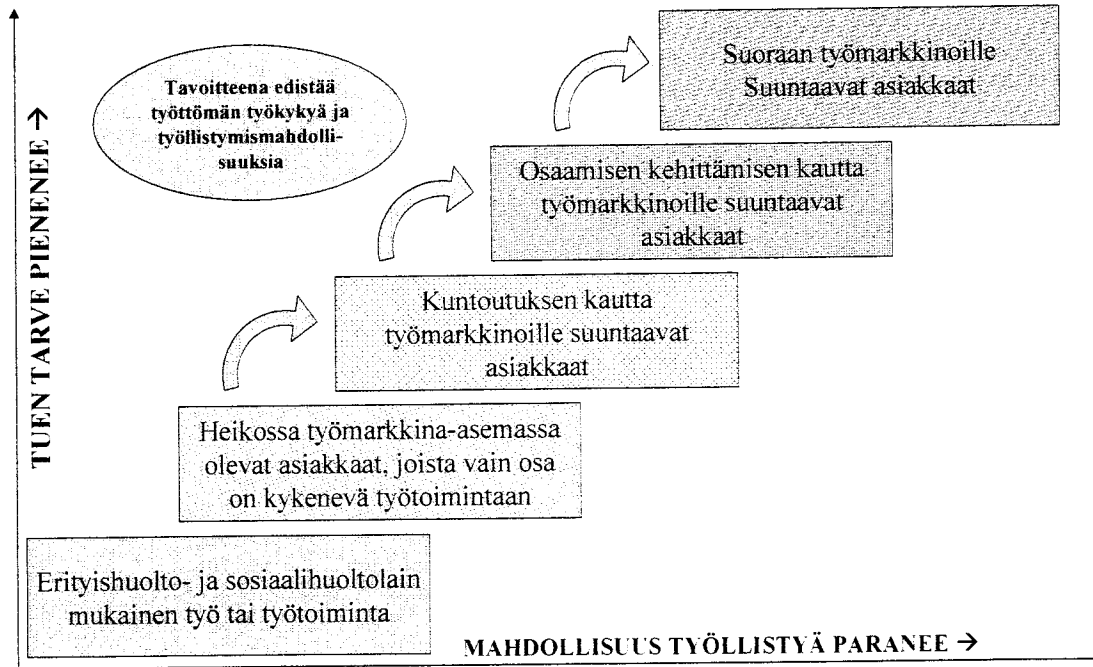 Suoraan työmarkkinoille
Suuntaavat asiakkaat
Tavoitteena edistää
työttömän työkykyä ja
työllistymismahdolli-
suuksia
Osaamisen kehittämisen kautta
työmarkkinoille suuntaavat
asiakkaat
Kuntoutuksen kautta
työmarkkinoille suuntaavat
asiakkaat
Heikossa työmarkkina-asemassa
olevat asiakkaat, joista vain osa
on kykenevä työtoimintaan
Erityishuolto- ja sosiaalihuoltolain
mukainen työ tai työtoiminta
TUEN TARVE PIENENEE →
MAHDOLLISUUS TYÖLLISTYÄ PARANEE →